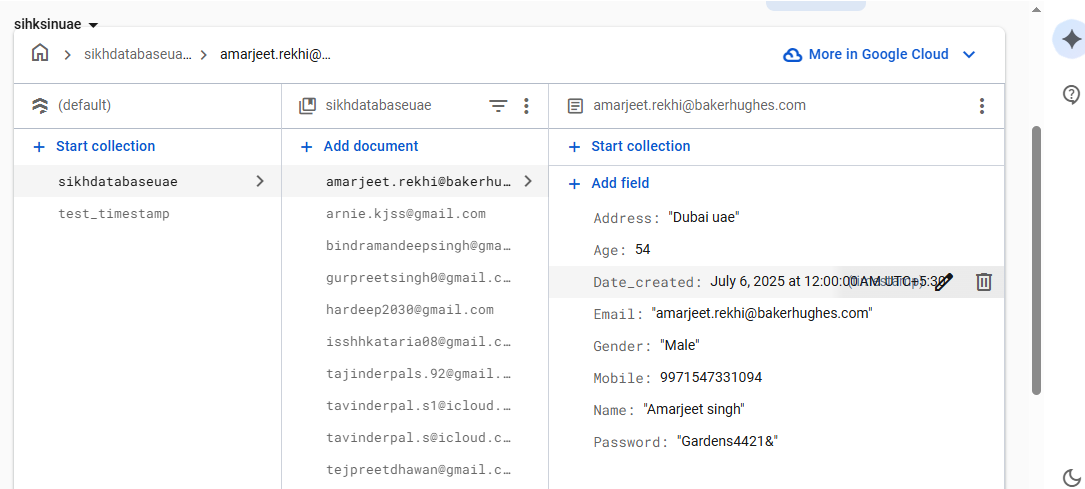 sihksinuae
sikhdatabaseua... > amarjeet.rekhi@... More in Google Cloud
(default)
+ Start collection
sikhdatabaseuae
test_timestamp
sikhdatabaseuae
+ Add document
amarjeet.rekhi@bakerhu...
arnie.kjss@gmail.com
bindramandeepsingh@gma...
gurpreetsingh0@gmail.c...
hardeep2030@gmail.com
isshhkataria08@gmail.c...
tajinderpals.92@gmail....
tavinderpal.s1@icloud....
tavinderpal.s@icloud.c...
tejpreetdhawan@gmail.c...
amarjeet.rekhi@bakerhughes.com
+ Start collection
+ Add field
Address: "Dubai uae"
Age: 54
Date_created: July 6, 2025 at 12:00:00 AM UTC+5:30 (timestamp)
Email: "amarjeet.rekhi@bakerhughes.com"
Gender: "Male"
Mobile: 9971547331094
Name: "Amarjeet singh"
Password: "Gardens4421&"